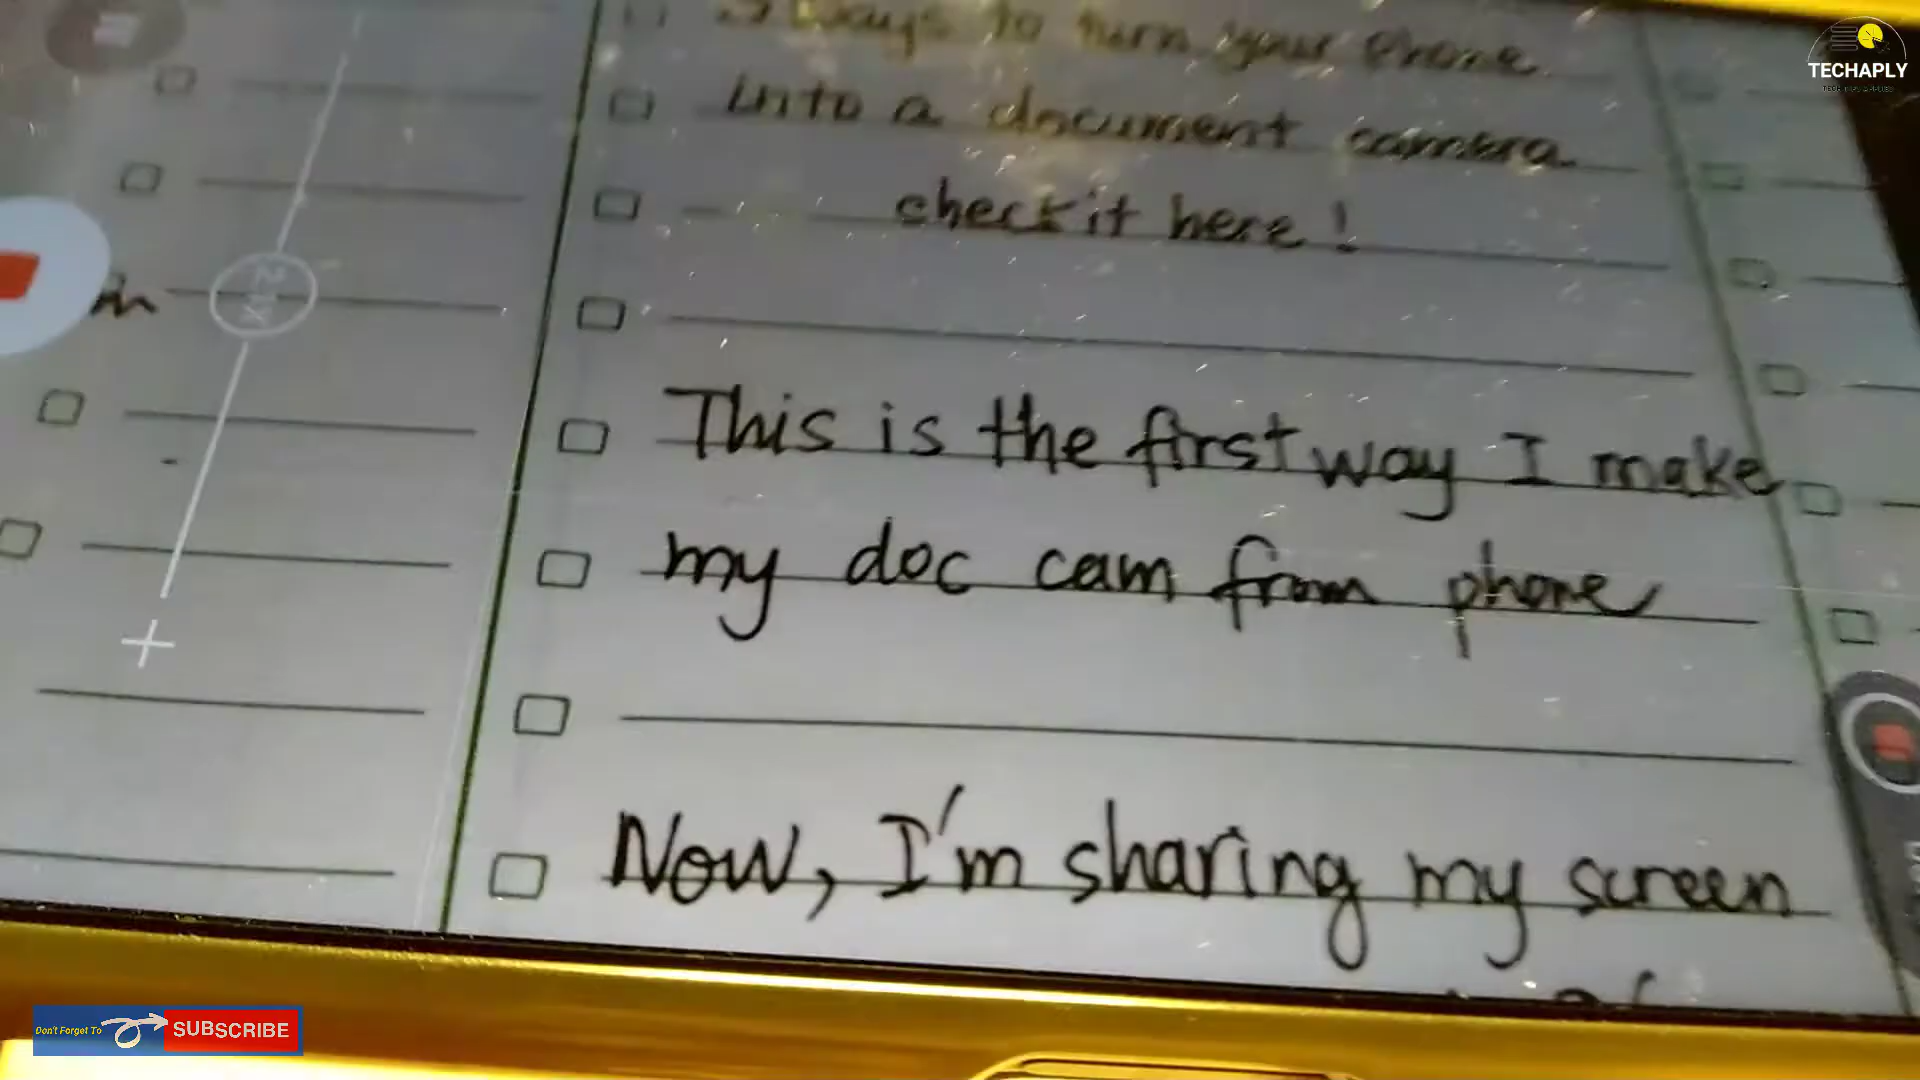 Ways to turn your phone
into a document camera
check it here!
This is the first way I make
my doc cam from phone
Now, I'm sharing my screen
TECHAPLY
Don't Forget To
SUBSCRIBE